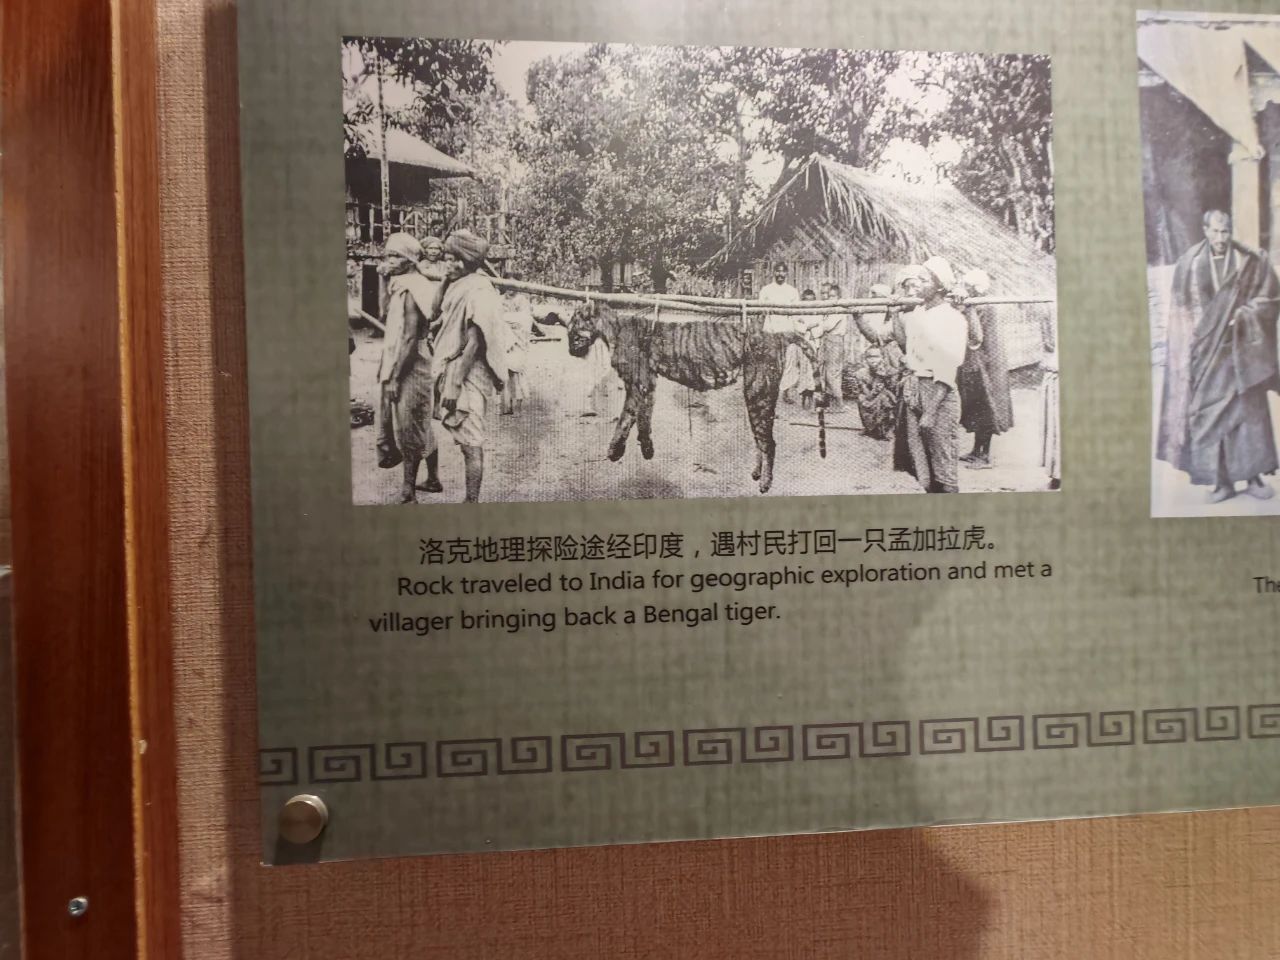 洛克地理探险途经印度，遇村民打回一只孟加拉虎。
Rock traveled to India for geographic exploration and met a
villager bringing back a Bengal tiger.